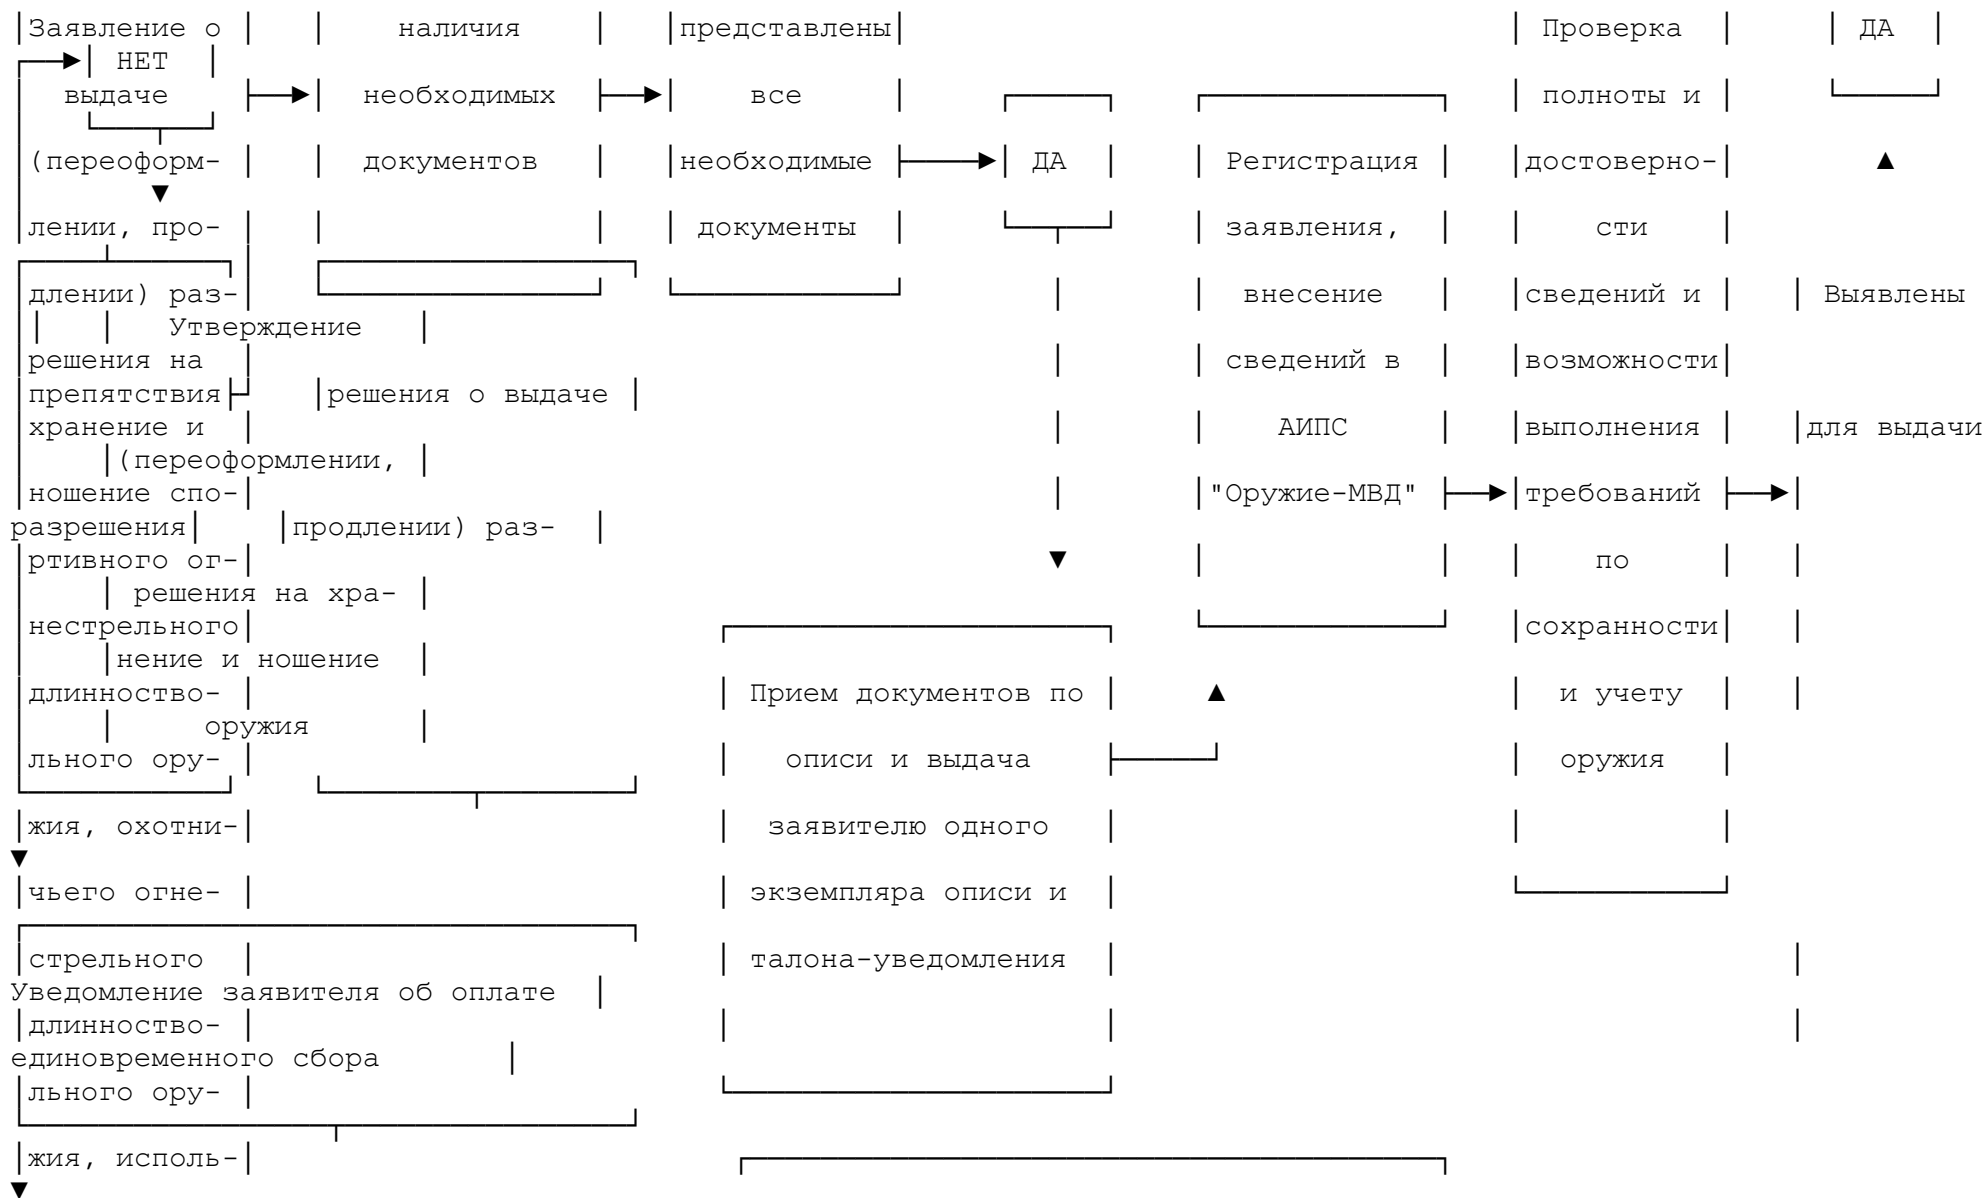 Заявление о наличия представлены Проверка ДА
НЕТ
выдаче необходимых все полноты и
(переоформ- документов необходимые ДА Регистрация достоверно-
лении, про- документы заявления, сти
длении) раз- внесение сведений и Выявлены
Утверждение
решения на сведений в возможности
препятствия решения о выдаче
хранение и АИПС выполнения для выдачи
(переоформлении,
ношение спо- "Оружие-МВД" требований
разрешения продлении) раз-
ртивного ог- по
решения на хра-
нестрельного сохранности
нение и ношение
длинноство- Прием документов по и учету
оружия
льного ору- описи и выдача оружия
жия, охотни- заявителю одного
чьего огне- экземпляра описи и
стрельного талона-уведомления
Уведомление заявителя об оплате
длинноство-
единовременного сбора
льного ору-
жия, исполь-